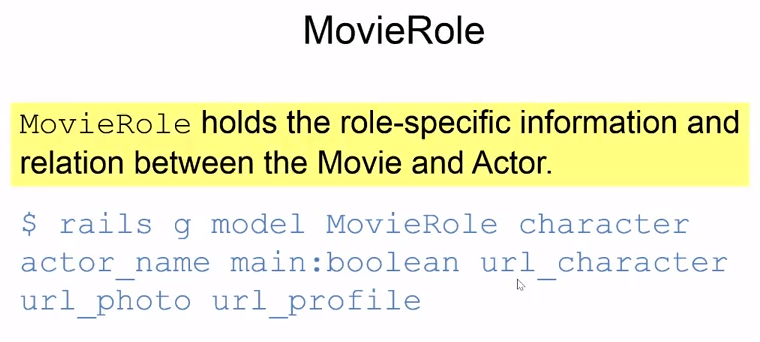 MovieRole
MovieRole holds the role-specific information and
relation between the Movie and Actor.
$ rails g model MovieRole character
actor_name main:boolean url_character
url_photo url_profile